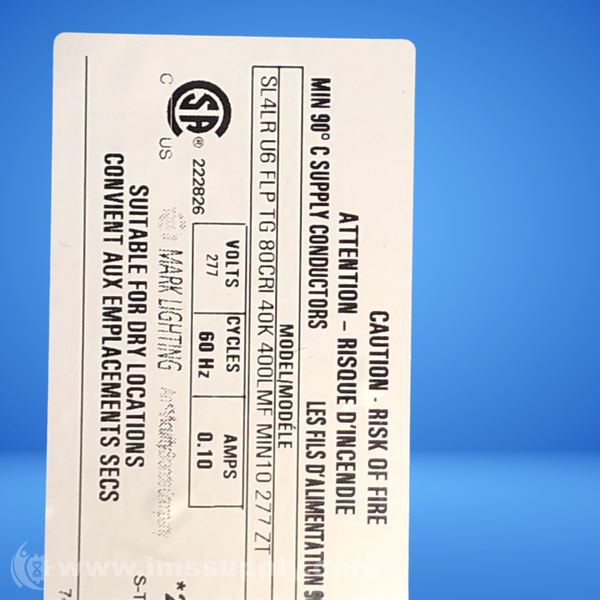 CAUTION - RISK OF FIRE
ATTENTION - RISQUE D'INCENDIE
MIN 90° C SUPPLY CONDUCTORS LES FILS D'ALIMENTATION
MODEL/MODÉLE
SL4LR U6 FLP TG 80CRI 40K 400LMF MIN10 277 ZT
VOLTS CYCLES AMPS
277 60 Hz 0.10
SA ® 222826
C US
MARK LIGHTING
SUITABLE FOR DRY LOCATIONS
CONVIENT AUX EMPLACEMENTS SECS
S-T
www.imssupply.com